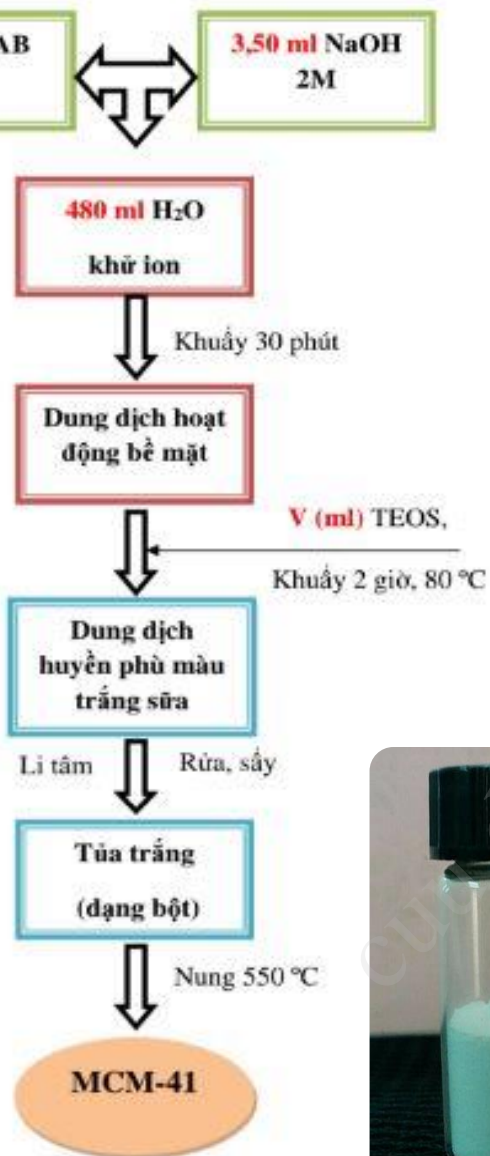 AB
3,50 ml NaOH
2M
480 ml H₂O
khử ion
Khuấy 30 phút
Dung dịch hoạt
động bề mặt
V (ml) TEOS,
Khuấy 2 giờ, 80 °C
Dung dịch
huyền phù màu
trắng sữa
Li tâm
Rửa, sấy
Tủa trắng
(dạng bột)
Nung 550 °C
MCM-41